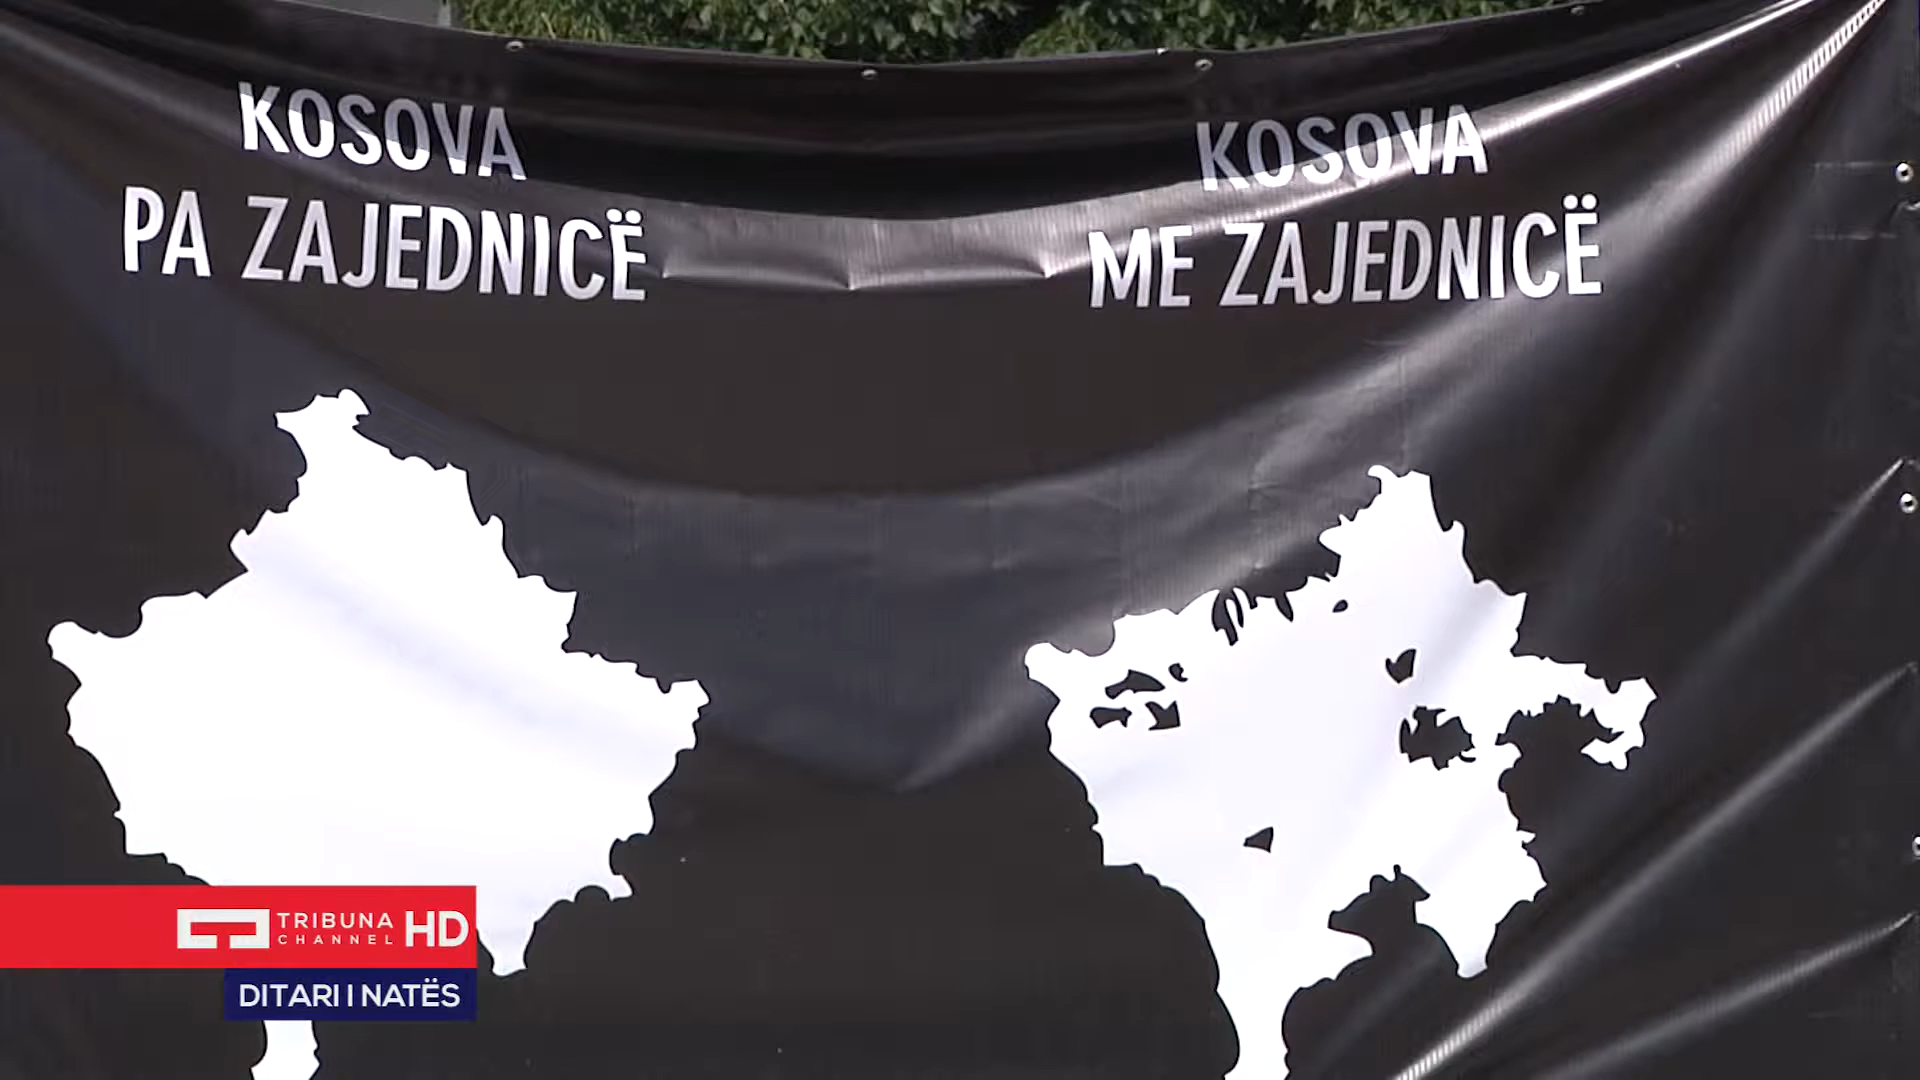 KOSOVA
PA ZAJEDNICË
KOSOVA
ME ZAJEDNICË
TRIBUNA
CHANNEL
HD
DITARI I NATËS